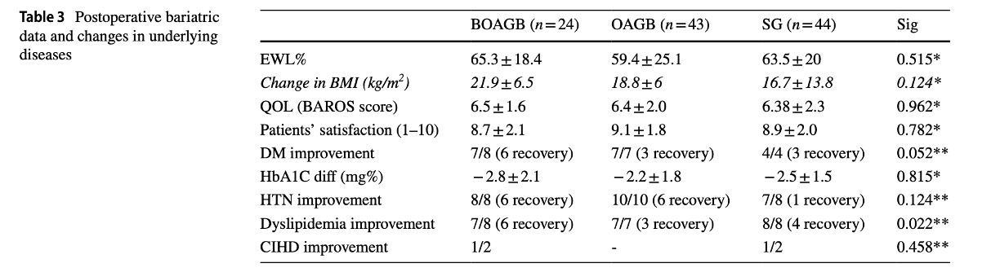 Table 3 Postoperative bariatric
data and changes in underlying
diseases
BOAGB (n=24) OAGB (n=43) SG (n=44) Sig
EWL% 65.3±18.4 59.4±25.1 63.5±20 0.515*
Change in BMI (kg/m²) 21.9±6.5 18.8±6 16.7±13.8 0.124*
QOL (BAROS score) 6.5±1.6 6.4±2.0 6.38±2.3 0.962*
Patients’ satisfaction (1–10) 8.7±2.1 9.1±1.8 8.9±2.0 0.782*
DM improvement 7/8 (6 recovery) 7/7 (3 recovery) 4/4 (3 recovery) 0.052**
HbA1C diff (mg%) −2.8±2.1 −2.2±1.8 −2.5±1.5 0.815*
HTN improvement 8/8 (6 recovery) 10/10 (6 recovery) 7/8 (1 recovery) 0.124**
Dyslipidemia improvement 7/8 (6 recovery) 7/7 (3 recovery) 8/8 (4 recovery) 0.022**
CIHD improvement 1/2 - 1/2 0.458**